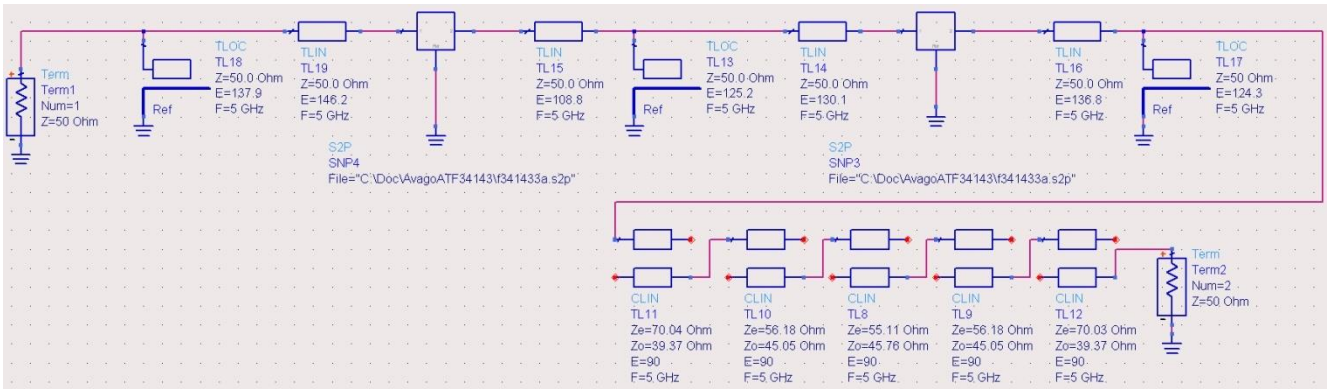 Term
Term1
Num=1
Z=50 Ohm
TLOC
TL18
Z=50.0 Ohm
E=137.9
F=5 GHz
Ref
TLIN
TL19
Z=50.0 Ohm
E=146.2
F=5 GHz
S2P
SNP4
File="C:\Doc\AvagoATF34143\f341433a.s2p"
TLIN
TL15
Z=50.0 Ohm
E=108.8
F=5 GHz
TLOC
TL13
Z=50.0 Ohm
E=125.2
F=5 GHz
Ref
TLIN
TL14
Z=50.0 Ohm
E=130.1
F=5 GHz
S2P
SNP3
File="C:\Doc\AvagoATF34143\f341433a.s2p"
TLIN
TL16
Z=50.0 Ohm
E=136.8
F=5 GHz
TLOC
TL17
Z=50 Ohm
E=124.3
F=5 GHz
Ref
CLIN
TL11
Ze=70.04 Ohm
Zo=39.37 Ohm
E=90
F=5 GHz
CLIN
TL10
Ze=56.18 Ohm
Zo=45.05 Ohm
E=90
F=5 GHz
CLIN
TL8
Ze=55.11 Ohm
Zo=45.76 Ohm
E=90
F=5 GHz
CLIN
TL9
Ze=56.18 Ohm
Zo=45.05 Ohm
E=90
F=5 GHz
CLIN
TL12
Ze=70.03 Ohm
Zo=39.37 Ohm
E=90
F=5 GHz
Term
Term2
Num=2
Z=50 Ohm